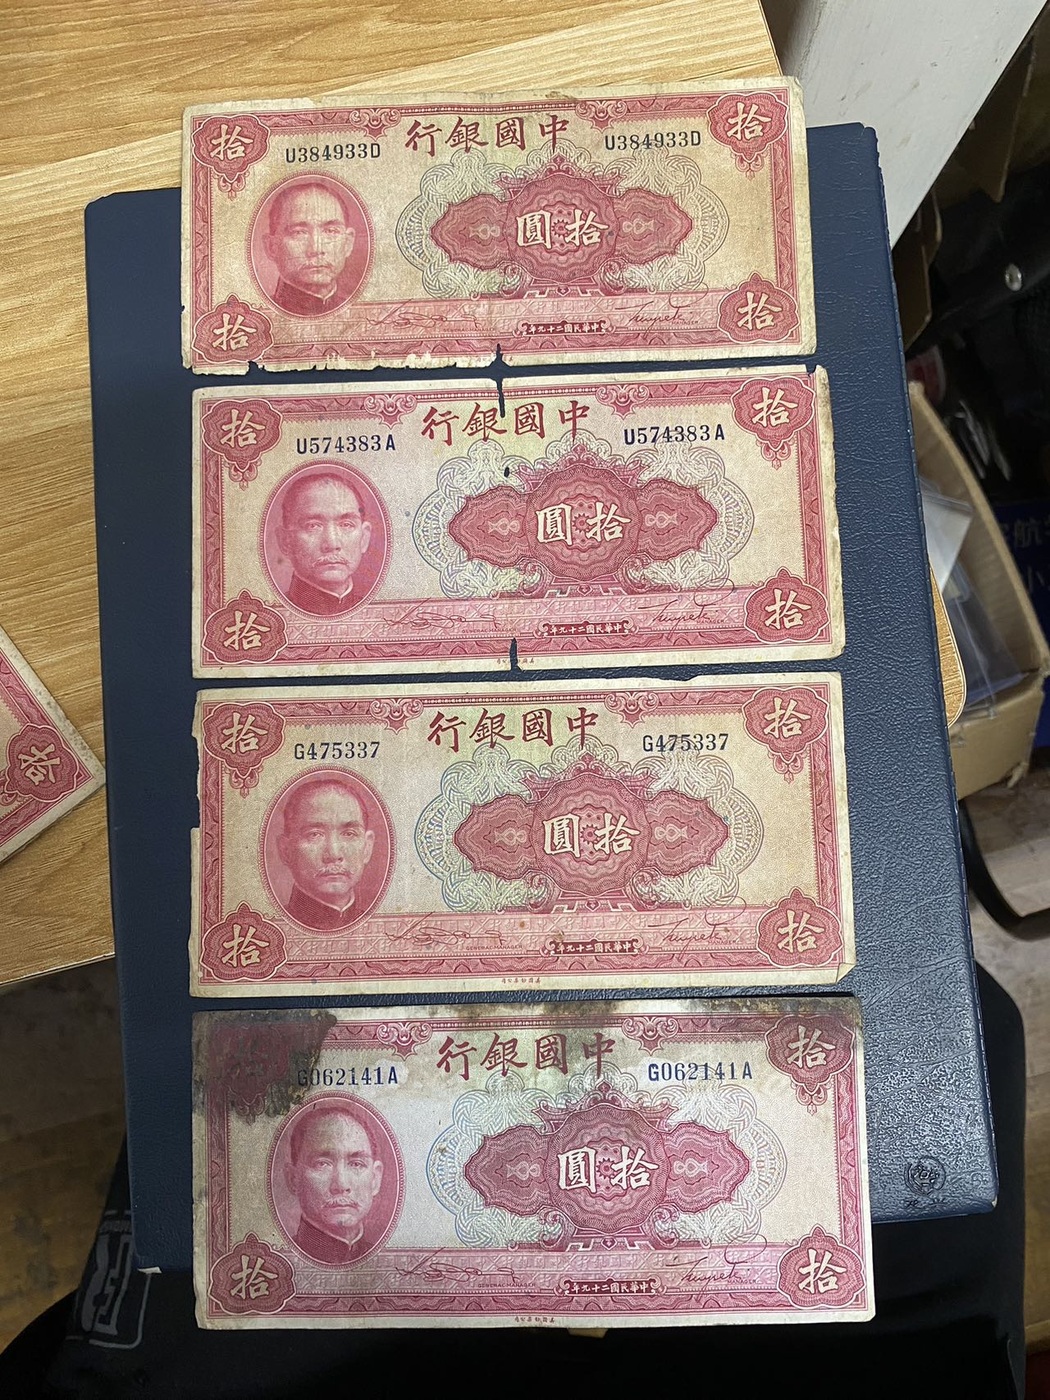 拾 行銀國中 拾
U384933D U384933D
圓拾
年九十二國民華中
拾 拾
拾 行銀國中 拾
U574383A U574383A
圓拾
年九十二國民華中
拾 拾
拾 行銀國中 拾
G475337 G475337
圓拾
GENERAL MANAGER 年九十二國民華中
拾 拾
行銀國中 拾
G062141A G062141A
圓拾
GENERAL MANAGER 年九十二國民華中
拾 拾
拾
航
小